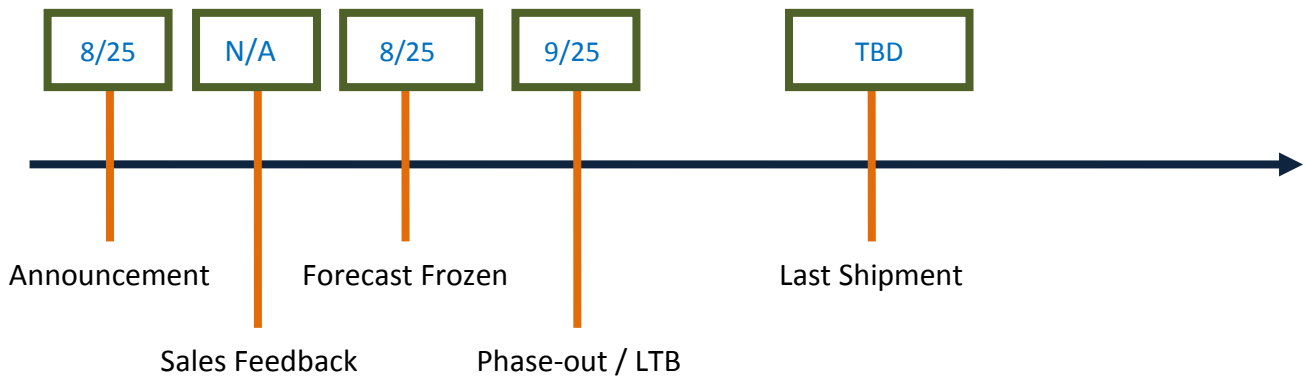 8/25 N/A 8/25 9/25 TBD
Announcement Forecast Frozen Last Shipment
Sales Feedback Phase-out / LTB